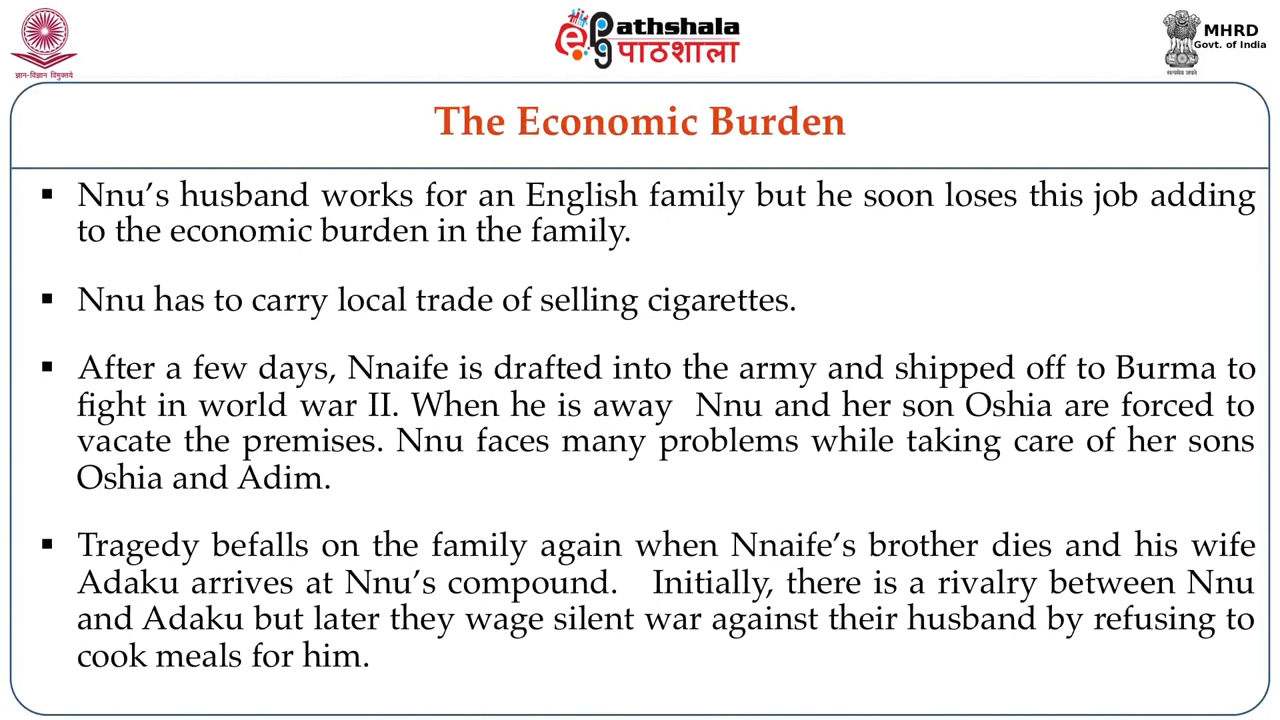 ज्ञान-विज्ञान विमुक्तये
ePG Pathshala
पाठशाला
MHRD
Govt. of India
सत्यमेव जयते
The Economic Burden
▪ Nnu’s husband works for an English family but he soon loses this job adding
to the economic burden in the family.
▪ Nnu has to carry local trade of selling cigarettes.
▪ After a few days, Nnaife is drafted into the army and shipped off to Burma to
fight in world war II. When he is away  Nnu and her son Oshia are forced to
vacate the premises. Nnu faces many problems while taking care of her sons
Oshia and Adim.
▪ Tragedy befalls on the family again when Nnaife’s brother dies and his wife
Adaku arrives at Nnu’s compound.   Initially, there is a rivalry between Nnu
and Adaku but later they wage silent war against their husband by refusing to
cook meals for him.